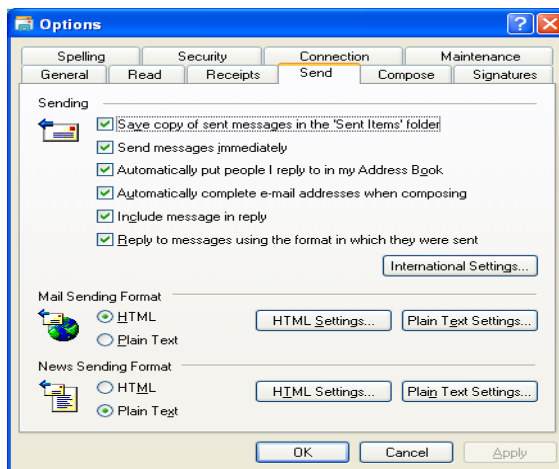 Options
Spelling Security Connection Maintenance
General Read Receipts Send Compose Signatures
Sending
Save copy of sent messages in the 'Sent Items' folder
Send messages immediately
Automatically put people I reply to in my Address Book
Automatically complete e-mail addresses when composing
Include message in reply
Reply to messages using the format in which they were sent
International Settings...
Mail Sending Format
HTML HTML Settings... Plain Text Settings...
Plain Text
News Sending Format
HTML HTML Settings... Plain Text Settings...
Plain Text
OK Cancel Apply